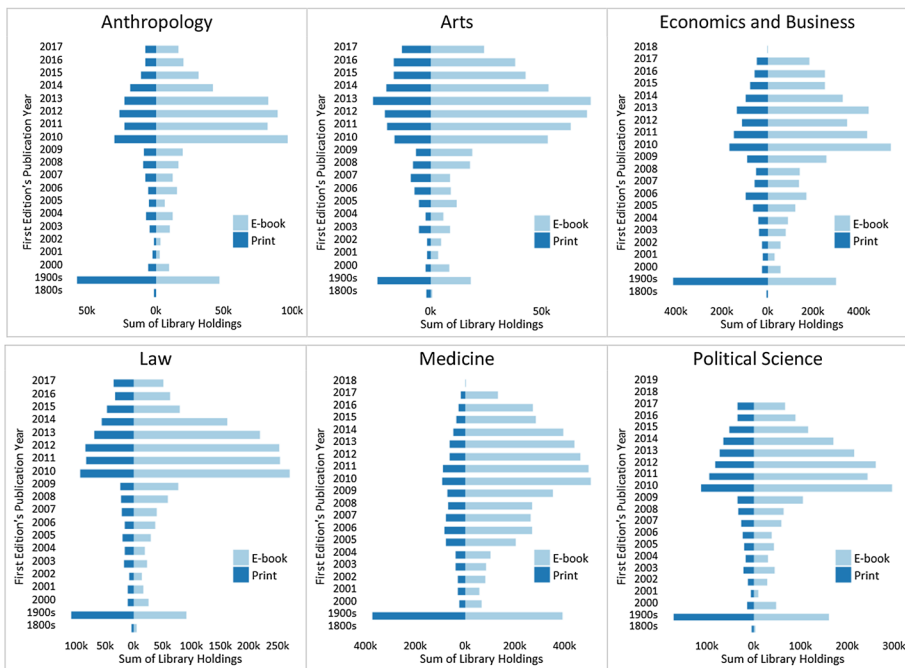 Anthropology
First Edition's Publication Year
2017
2016
2015
2014
2013
2012
2011
2010
2009
2008
2007
2006
2005
2004
2003
2002
2001
2000
1900s
1800s
E-book
Print
50k 0k 50k 100k
Sum of Library Holdings
Arts
First Edition's Publication Year
2017
2016
2015
2014
2013
2012
2011
2010
2009
2008
2007
2006
2005
2004
2003
2002
2001
2000
1900s
1800s
E-book
Print
0k 50k
Sum of Library Holdings
Economics and Business
First Edition's Publication Year
2018
2017
2016
2015
2014
2013
2012
2011
2010
2009
2008
2007
2006
2005
2004
2003
2002
2001
2000
1900s
1800s
E-book
Print
400k 200k 0k 200k 400k
Sum of Library Holdings
Law
First Edition's Publication Year
2017
2016
2015
2014
2013
2012
2011
2010
2009
2008
2007
2006
2005
2004
2003
2002
2001
2000
1900s
1800s
E-book
Print
100k 50k 0k 50k 100k 150k 200k 250k
Sum of Library Holdings
Medicine
First Edition's Publication Year
2018
2017
2016
2015
2014
2013
2012
2011
2010
2009
2008
2007
2006
2005
2004
2003
2002
2001
2000
1900s
1800s
E-book
Print
400k 200k 0k 200k 400k
Sum of Library Holdings
Political Science
First Edition's Publication Year
2019
2018
2017
2016
2015
2014
2013
2012
2011
2010
2009
2008
2007
2006
2005
2004
2003
2002
2001
2000
1900s
1800s
E-book
Print
100k 0k 100k 200k 300k
Sum of Library Holdings